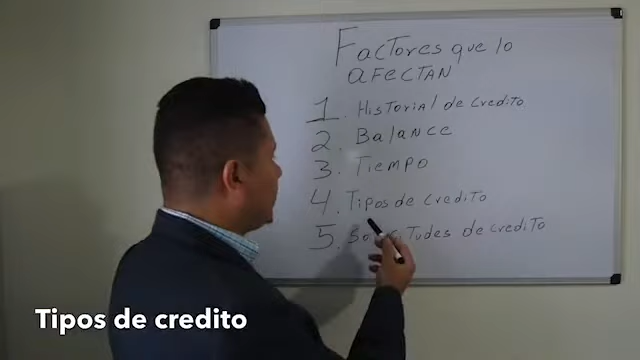 Factores que lo
AFECTAN
1. Historial de credito
2. Balance
3. Tiempo
4. Tipos de credito
5. de credito
Tipos de credito